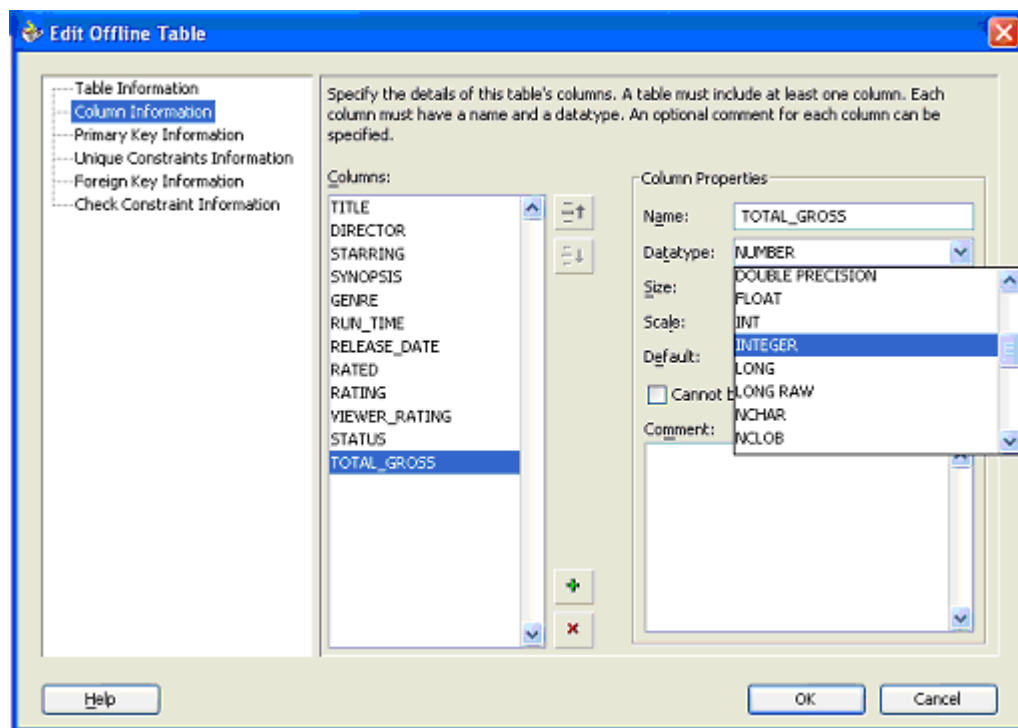 Edit Offline Table
Table Information
Column Information
Primary Key Information
Unique Constraints Information
Foreign Key Information
Check Constraint Information
Specify the details of this table's columns. A table must include at least one column. Each
column must have a name and a datatype. An optional comment for each column can be
specified.
Columns:
TITLE
DIRECTOR
STARRING
SYNOPSIS
GENRE
RUN_TIME
RELEASE_DATE
RATED
RATING
VIEWER_RATING
STATUS
TOTAL_GROSS
Column Properties
Name: TOTAL_GROSS
Datatype: NUMBER
Size:
Scale:
Default:
Cannot
Comment:
DOUBLE PRECISION
FLOAT
INT
INTEGER
LONG
LONG RAW
NCHAR
NCLOB
Help
OK
Cancel